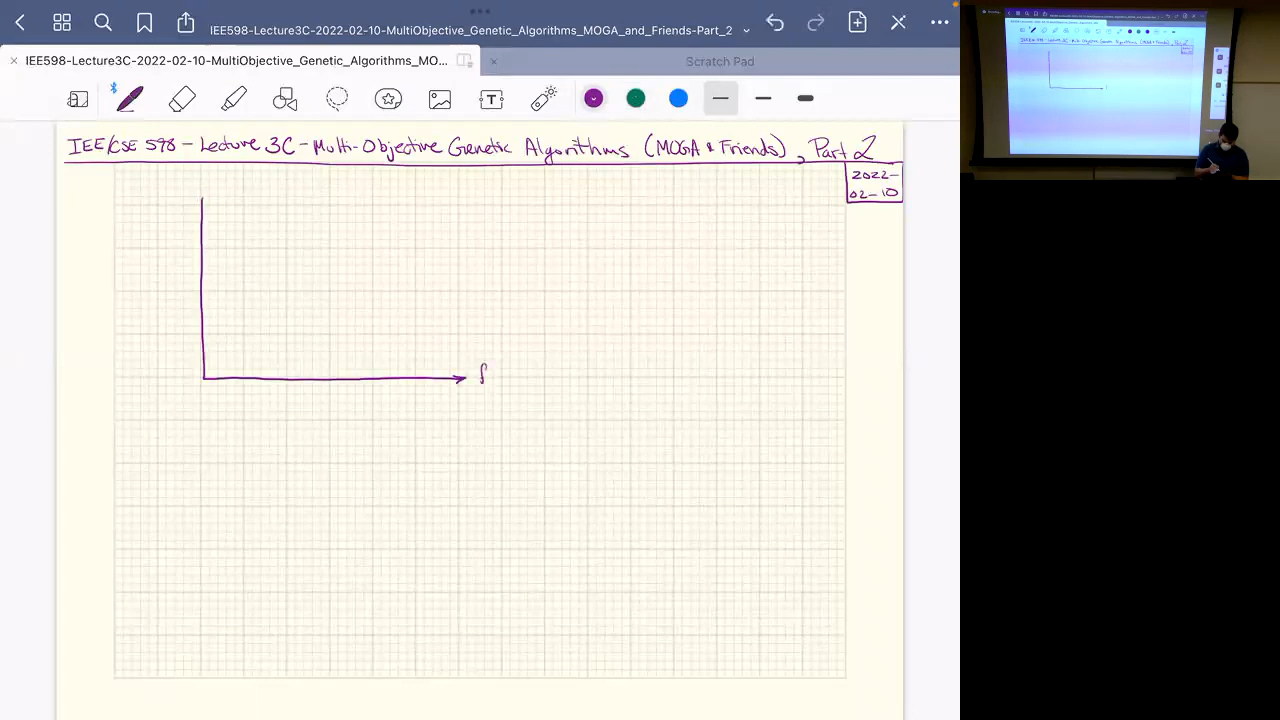 IEE598-Lecture3C-2022-02-10-MultiObjective_Genetic_Algorithms_MOGA_and_Friends-Part_2
IEE598-Lecture3C-2022-02-10-MultiObjective_Genetic_Algorithms_MO...
Scratch Pad
IEE/CSE 598 - Lecture 3C - Multi-Objective Genetic Algorithms (MOGA & Friends), Part 2
2022-
02-10
f